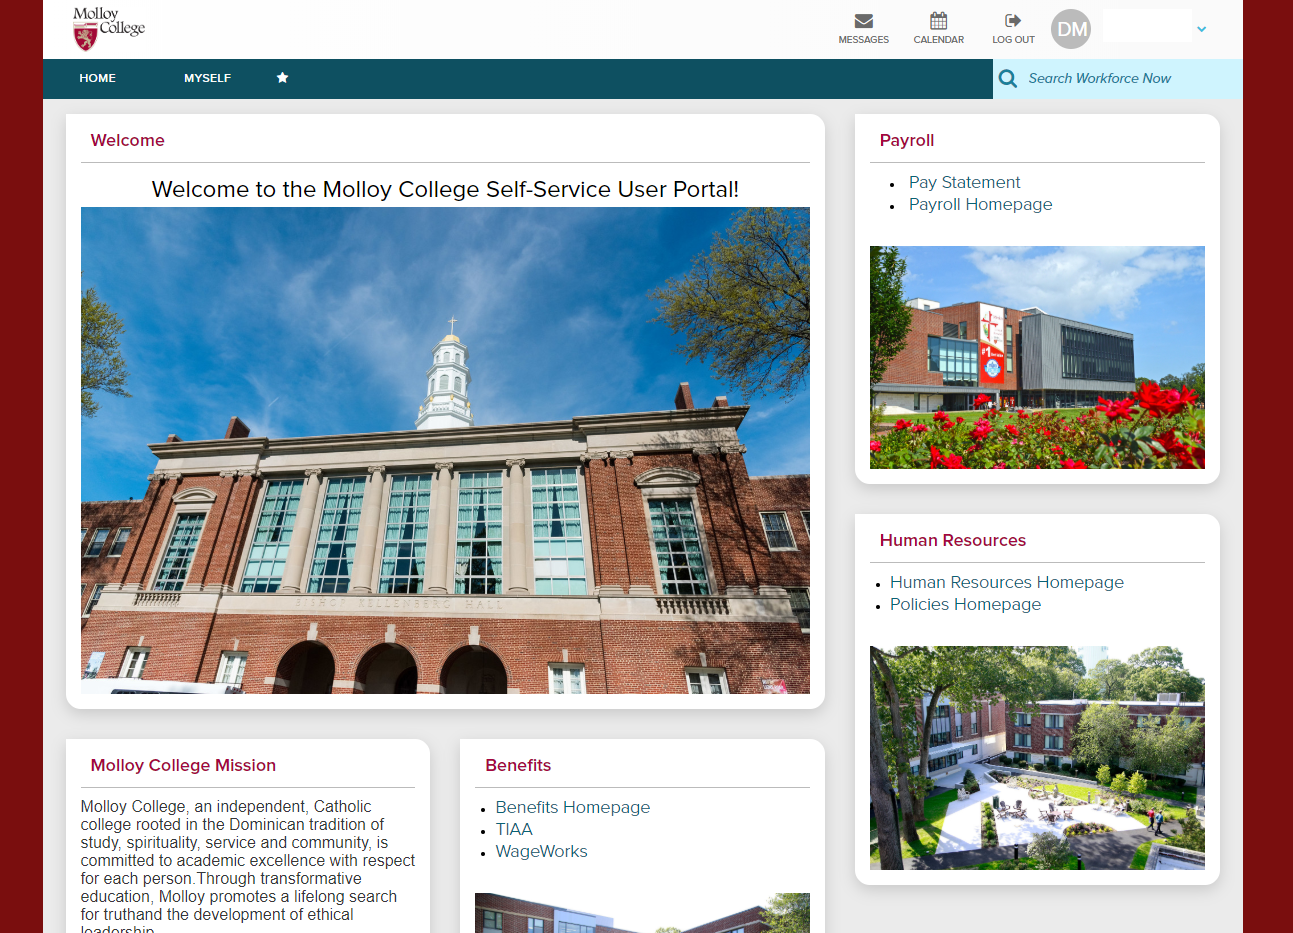 Molloy
College
MESSAGES
CALENDAR
LOG OUT
DM
HOME
MYSELF
Search Workforce Now
Welcome
Welcome to the Molloy College Self-Service User Portal!
BISHOP KELLENBERG HALL
Payroll
Pay Statement
Payroll Homepage
#1
Human Resources
Human Resources Homepage
Policies Homepage
Molloy College Mission
Molloy College, an independent, Catholic
college rooted in the Dominican tradition of
study, spirituality, service and community, is
committed to academic excellence with respect
for each person.Through transformative
education, Molloy promotes a lifelong search
for truthand the development of ethical
leadership.
Benefits
Benefits Homepage
TIAA
WageWorks